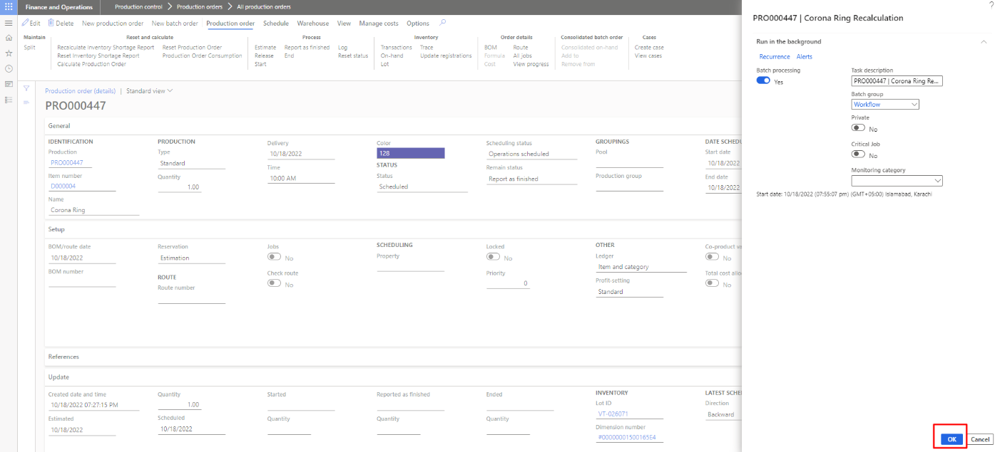 Finance and Operations
Production control > Production orders > All production orders
?
Edit Delete New production order New batch order Production order Schedule Warehouse View Manage costs Options
Maintain
Split
Reset and calculate
Recalculate Inventory Shortage Report Reset Production Order
Reset Inventory Shortage Report Production Order Consumption
Calculate Production Order
Process
Estimate Report as finished Log
Release End Reset status
Start
Inventory
Transactions Trace
On-hand Update registrations
Lot
Order details
BOM Route
Formula All jobs
Cost View progress
Consolidated batch order
Consolidated on-hand
Add to
Remove from
Cases
Create case
View cases
Production order (details) | Standard view
PRO000447
General
IDENTIFICATION
Production
PRO000447
Item number
D000004
Name
Corona Ring
PRODUCTION
Type
Standard
Quantity
1.00
Delivery
10/18/2022
Time
10:00 AM
Color
128
STATUS
Status
Scheduled
Scheduling status
Operations scheduled
Remain status
Report as finished
GROUPINGS
Pool
Production group
DATE SCHEDU
Start date
10/18/2022
End date
10/18/2022
Setup
BOM/route date
10/18/2022
BOM number
Reservation
Estimation
ROUTE
Route number
Jobs
No
Check route
No
SCHEDULING
Property
Locked
No
Priority
0
OTHER
Ledger
Item and category
Profit-setting
Standard
Co-product va
No
Total cost allo
No
References
Update
Created date and time
10/18/2022 07:27:15 PM
Estimated
10/18/2022
Quantity
1.00
Scheduled
10/18/2022
Started
Quantity
Reported as finished
Quantity
Ended
Quantity
INVENTORY
Lot ID
VT-026071
Dimension number
#00000001500165E4
LATEST SCHE
Direction
Backward
PRO000447 | Corona Ring Recalculation
Run in the background
Recurrence Alerts
Batch processing
Yes
Task description
PRO000447 | Corona Ring Re...
Batch group
Workflow
Private
No
Critical Job
No
Monitoring category
Start date: 10/18/2022 (07:55:07 pm) (GMT+05:00) Islamabad, Karachi
OK Cancel